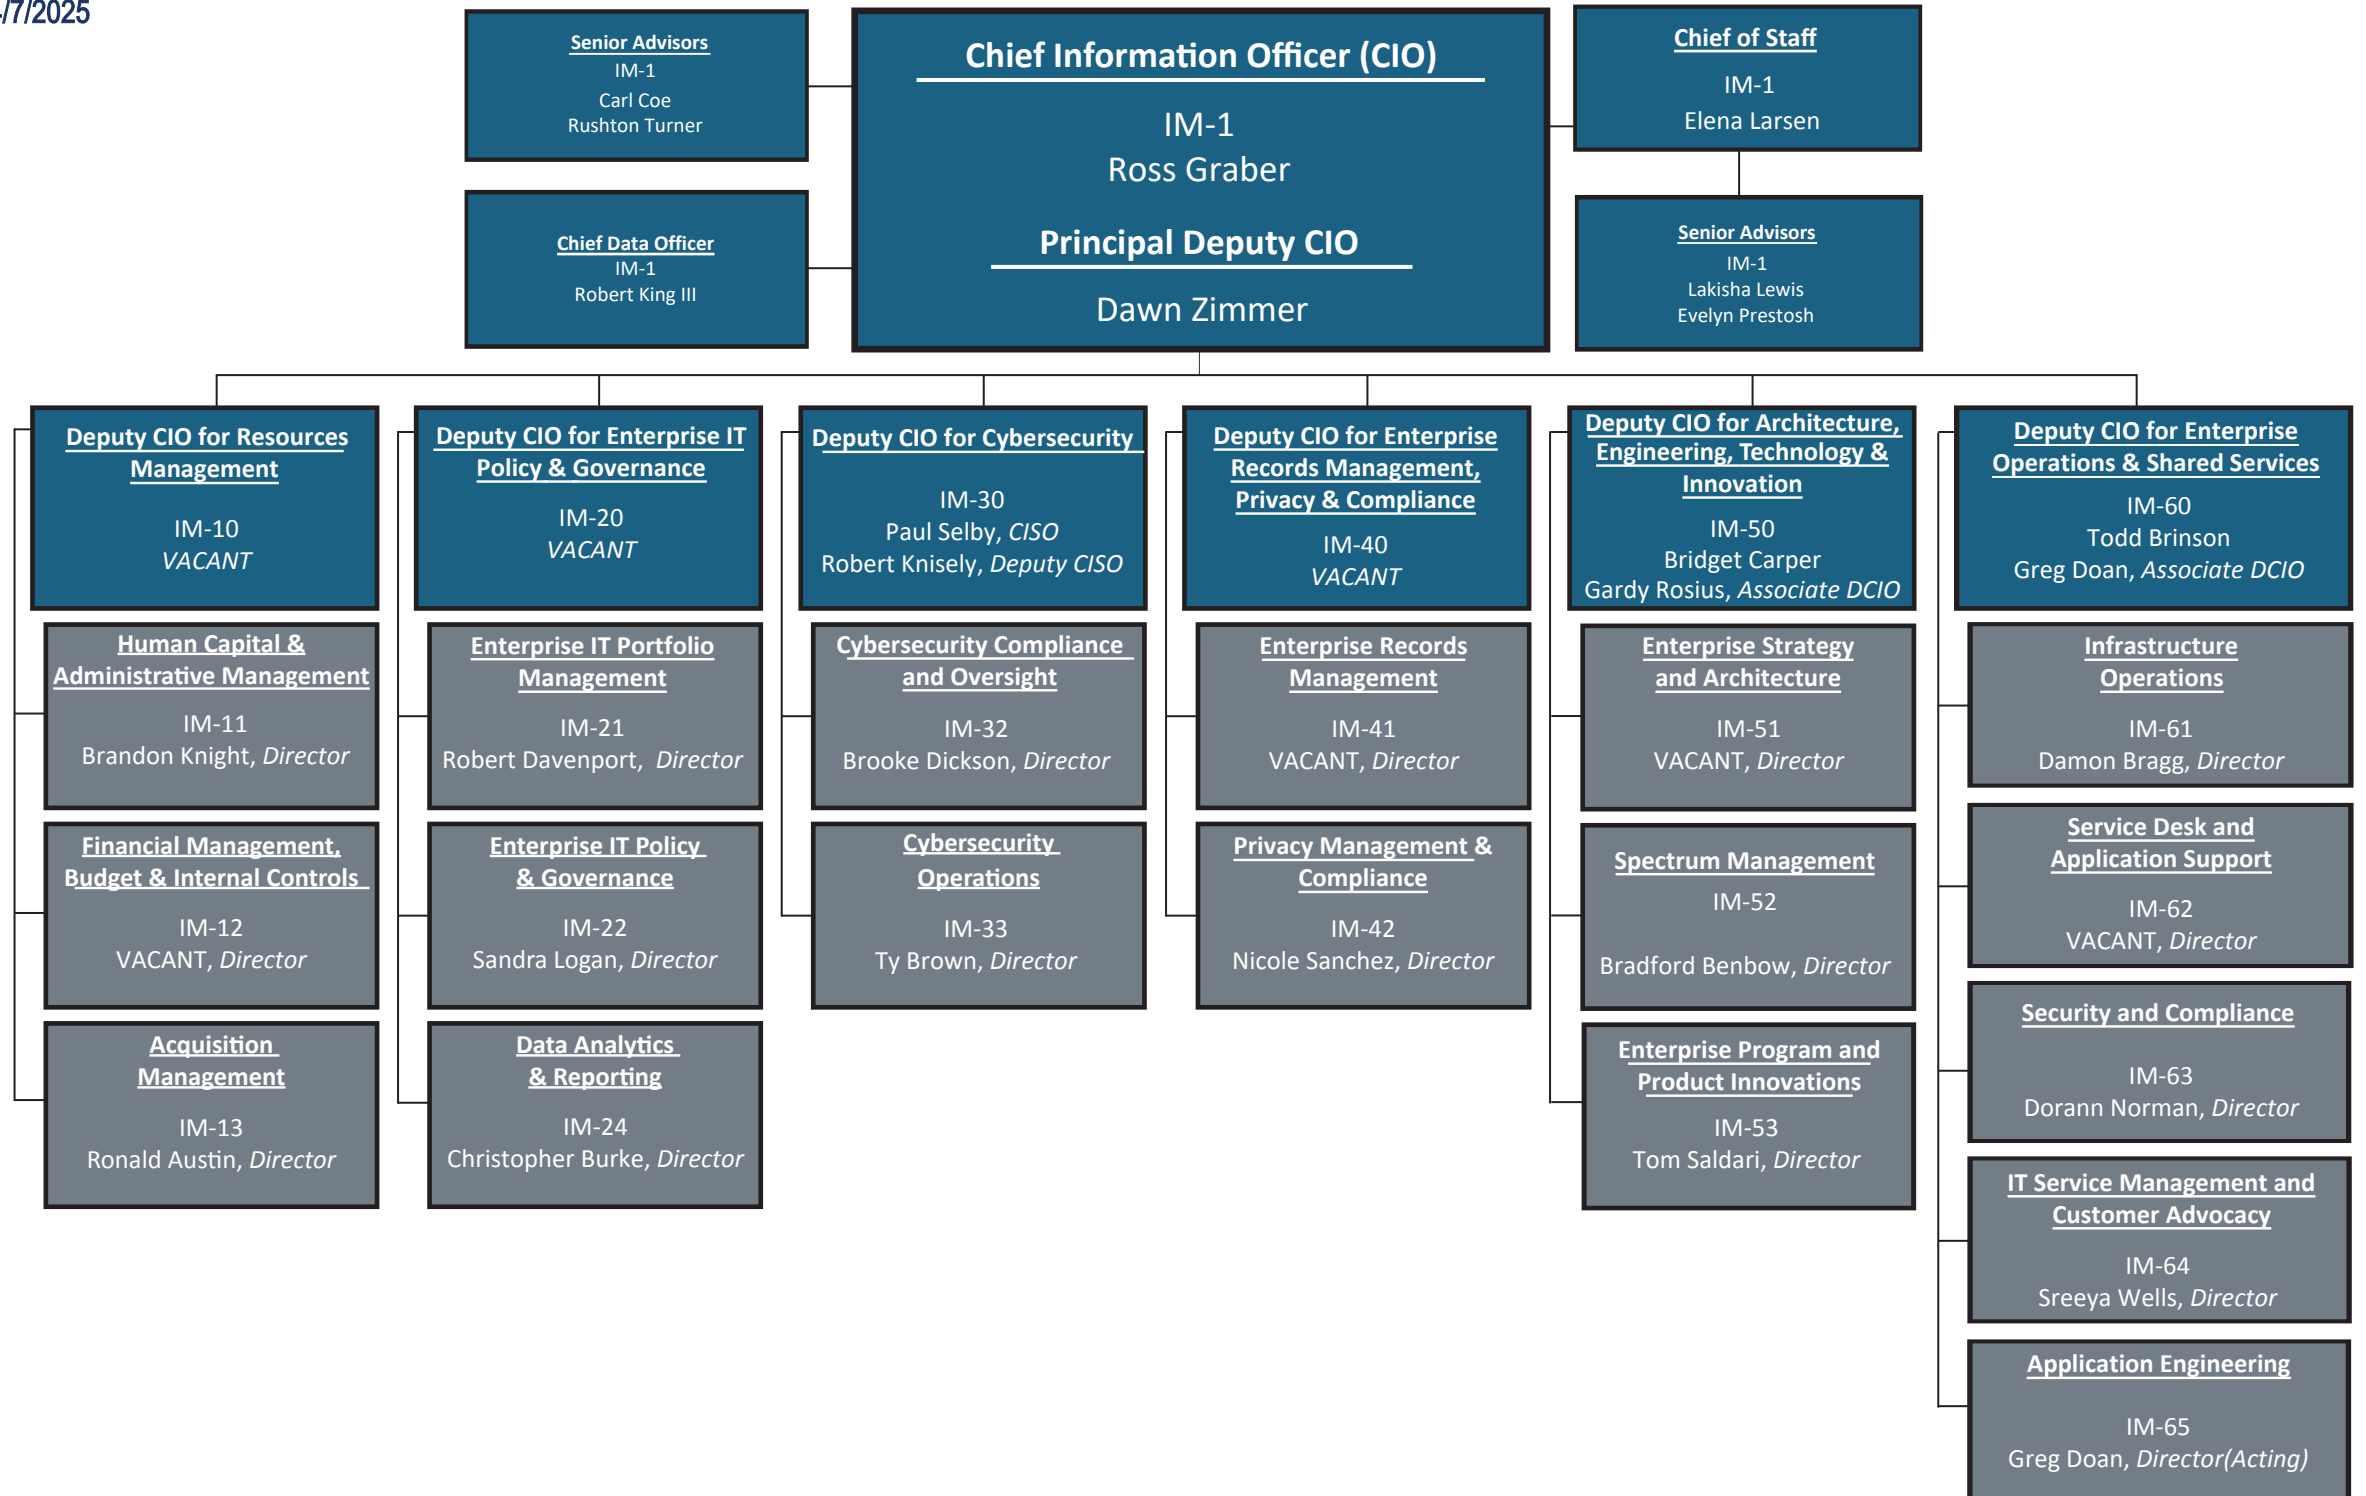 /7/2025
Senior Advisors
IM-1
Carl Coe
Rushton Turner
Chief Data Officer
IM-1
Robert King III
Chief Information Officer (CIO)
IM-1
Ross Graber
Principal Deputy CIO
Dawn Zimmer
Chief of Staff
IM-1
Elena Larsen
Senior Advisors
IM-1
Lakisha Lewis
Evelyn Prestosh
Deputy CIO for Resources
Management
IM-10
VACANT
Human Capital &
Administrative Management
IM-11
Brandon Knight, Director
Financial Management,
Budget & Internal Controls
IM-12
VACANT, Director
Acquisition
Management
IM-13
Ronald Austin, Director
Deputy CIO for Enterprise IT
Policy & Governance
IM-20
VACANT
Enterprise IT Portfolio
Management
IM-21
Robert Davenport, Director
Enterprise IT Policy
& Governance
IM-22
Sandra Logan, Director
Data Analytics
& Reporting
IM-24
Christopher Burke, Director
Deputy CIO for Cybersecurity
IM-30
Paul Selby, CISO
Robert Knisely, Deputy CISO
Cybersecurity Compliance
and Oversight
IM-32
Brooke Dickson, Director
Cybersecurity
Operations
IM-33
Ty Brown, Director
Deputy CIO for Enterprise
Records Management,
Privacy & Compliance
IM-40
VACANT
Enterprise Records
Management
IM-41
VACANT, Director
Privacy Management &
Compliance
IM-42
Nicole Sanchez, Director
Deputy CIO for Architecture,
Engineering, Technology &
Innovation
IM-50
Bridget Carper
Gardy Rosius, Associate DCIO
Enterprise Strategy
and Architecture
IM-51
VACANT, Director
Spectrum Management
IM-52
Bradford Benbow, Director
Enterprise Program and
Product Innovations
IM-53
Tom Saldari, Director
Deputy CIO for Enterprise
Operations & Shared Services
IM-60
Todd Brinson
Greg Doan, Associate DCIO
Infrastructure
Operations
IM-61
Damon Bragg, Director
Service Desk and
Application Support
IM-62
VACANT, Director
Security and Compliance
IM-63
Dorann Norman, Director
IT Service Management and
Customer Advocacy
IM-64
Sreeya Wells, Director
Application Engineering
IM-65
Greg Doan, Director(Acting)